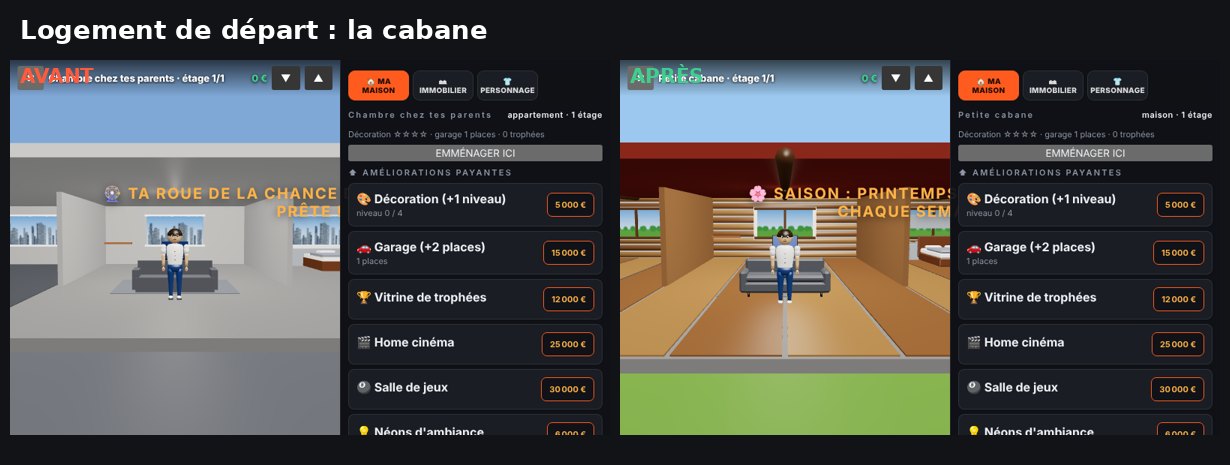 Logement de départ : la cabane
AVANT
Chambre chez tes parents · étage 1/1
0 €
▼
▲
🏠 MA MAISON
🏘 IMMOBILIER
👕 PERSONNAGE
Chambre chez tes parents
appartement · 1 étage
Décoration ☆☆☆☆ · garage 1 places · 0 trophées
EMMÉNAGER ICI
⬆ AMÉLIORATIONS PAYANTES
🎡 TA ROUE DE LA CHANCE
PRÊTE
🎨 Décoration (+1 niveau)
niveau 0 / 4
5 000 €
🚗 Garage (+2 places)
1 places
15 000 €
🏆 Vitrine de trophées
12 000 €
🎬 Home cinéma
25 000 €
🎱 Salle de jeux
30 000 €
💡 Néons d'ambiance
6 000 €
APRÈS
Petite cabane · étage 1/1
0 €
▼
▲
🏠 MA MAISON
🏘 IMMOBILIER
👕 PERSONNAGE
Petite cabane
maison · 1 étage
Décoration ☆☆☆☆ · garage 1 places · 0 trophées
EMMÉNAGER ICI
⬆ AMÉLIORATIONS PAYANTES
🌸 SAISON : PRINTEMPS
CHAQUE SEM
🎨 Décoration (+1 niveau)
niveau 0 / 4
5 000 €
🚗 Garage (+2 places)
1 places
15 000 €
🏆 Vitrine de trophées
12 000 €
🎬 Home cinéma
25 000 €
🎱 Salle de jeux
30 000 €
💡 Néons d'ambiance
6 000 €